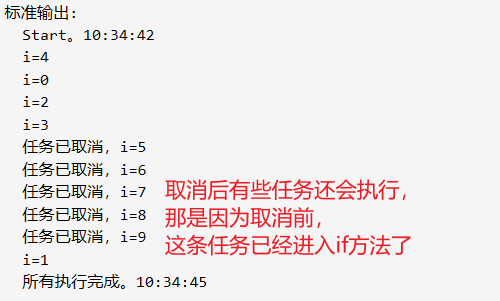 标准输出:
Start。10:34:42
i=4
i=0
i=2
i=3
任务已取消，i=5
任务已取消，i=6
任务已取消，i=7
任务已取消，i=8
任务已取消，i=9
取消后有些任务还会执行，
那是因为取消前，
这条任务已经进入if方法了
i=1
所有执行完成。10:34:45